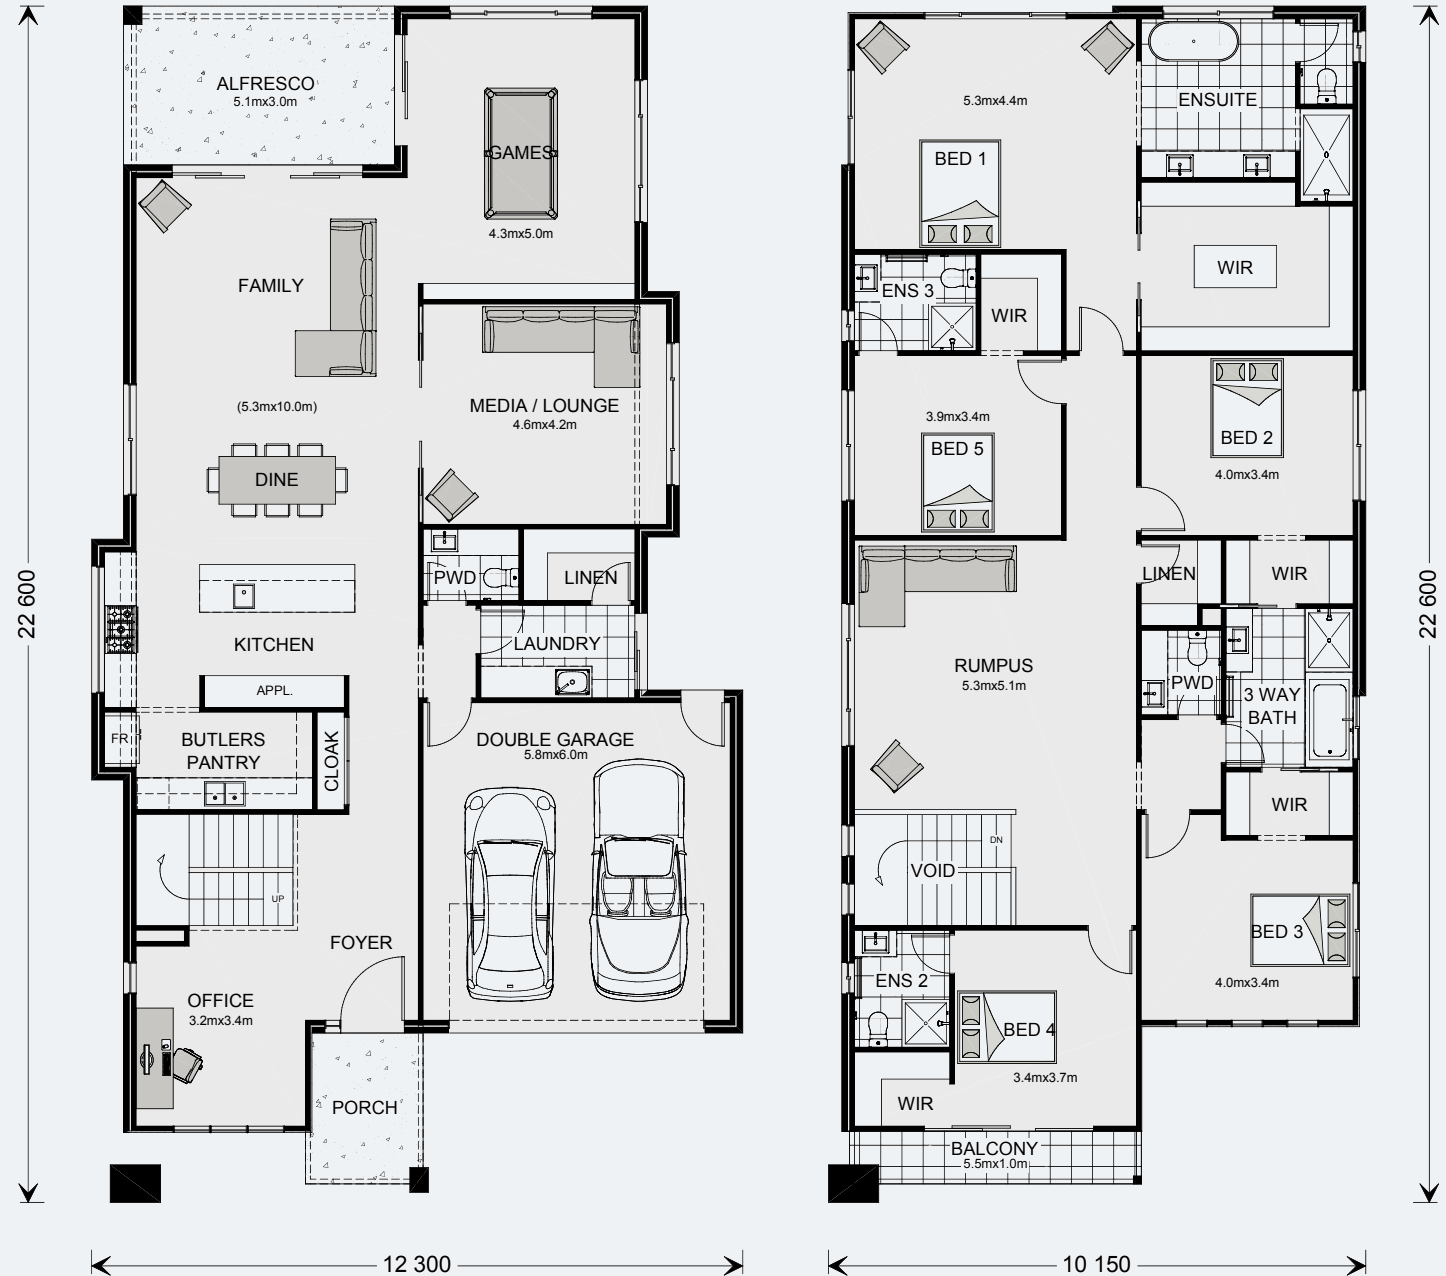 ALFRESCO
5.1mx3.0m
GAMES
4.3mx5.0m
FAMILY
(5.3mx10.0m)
MEDIA / LOUNGE
4.6mx4.2m
DINE
PWD
LINEN
KITCHEN
LAUNDRY
APPL.
FR
BUTLERS
PANTRY
CLOAK
DOUBLE GARAGE
5.8mx6.0m
UP
FOYER
OFFICE
3.2mx3.4m
PORCH
22 600
12 300
5.3mx4.4m
BED 1
ENSUITE
WIR
ENS 3
WIR
3.9mx3.4m
BED 5
BED 2
4.0mx3.4m
LINEN
WIR
RUMPUS
5.3mx5.1m
PWD
3 WAY
BATH
WIR
DN
VOID
BED 3
4.0mx3.4m
ENS 2
BED 4
3.4mx3.7m
WIR
BALCONY
5.5mx1.0m
22 600
10 150